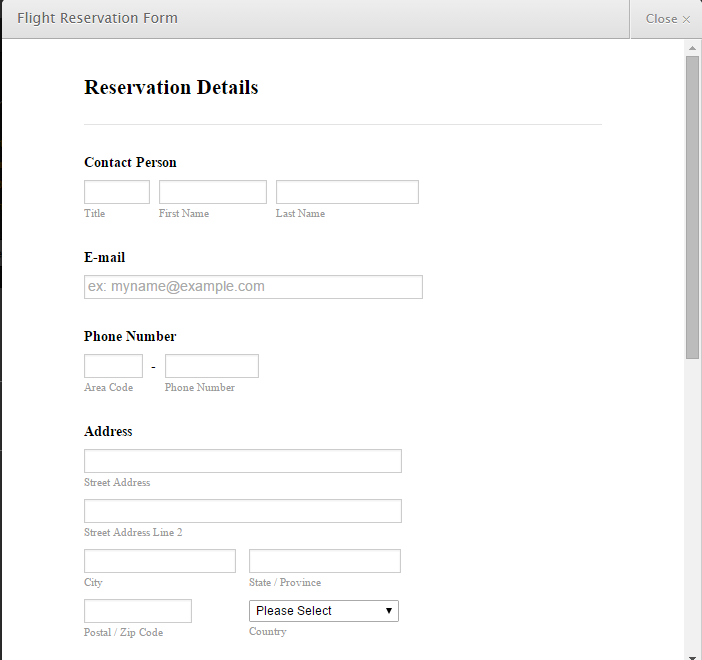 Flight Reservation Form Close ×
Reservation Details
Contact Person
Title First Name Last Name
E-mail
ex: myname@example.com
Phone Number
-
Area Code Phone Number
Address
Street Address
Street Address Line 2
City State / Province
Please Select
Postal / Zip Code Country